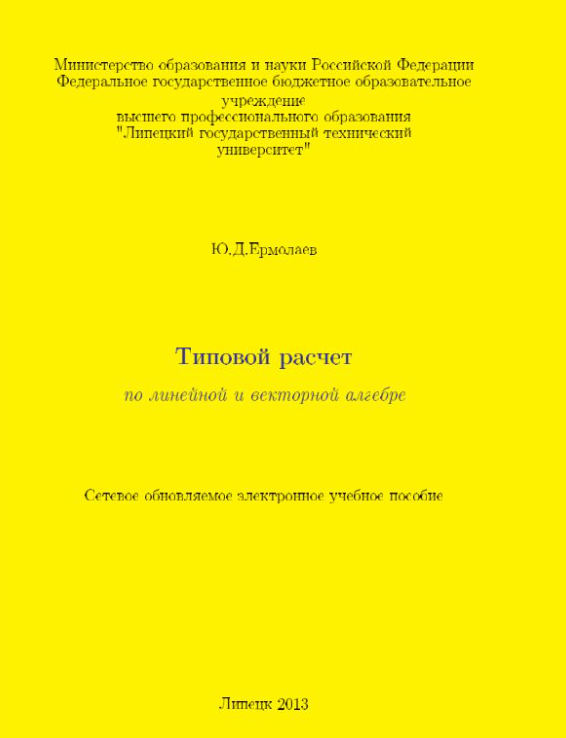 Министерство образования и науки Российской Федерации
Федеральное государственное бюджетное образовательное
учреждение
высшего профессионального образования
"Липецкий государственный технический
университет"
Ю.Д.Ермолаев
Типовой расчет
по линейной и векторной алгебре
Сетевое обновляемое электронное учебное пособие
Липецк 2013